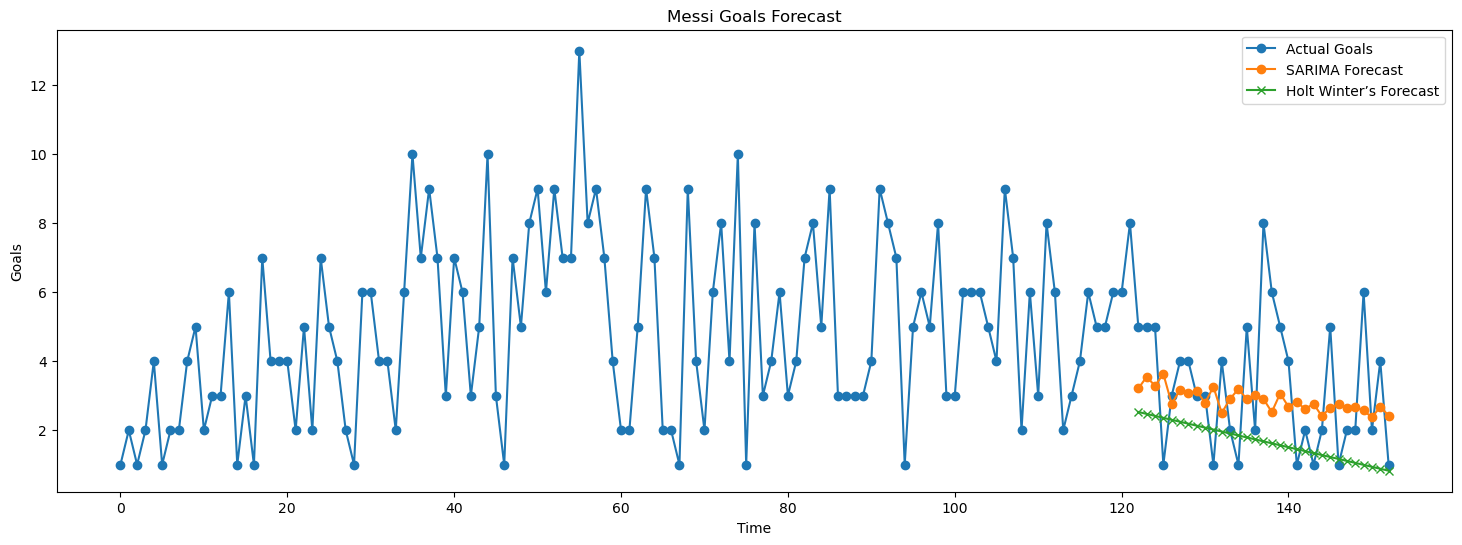 Messi Goals Forecast
Actual Goals
SARIMA Forecast
Holt Winter’s Forecast
Goals
12
10
8
6
4
2
0 20 40 60 80 100 120 140
Time